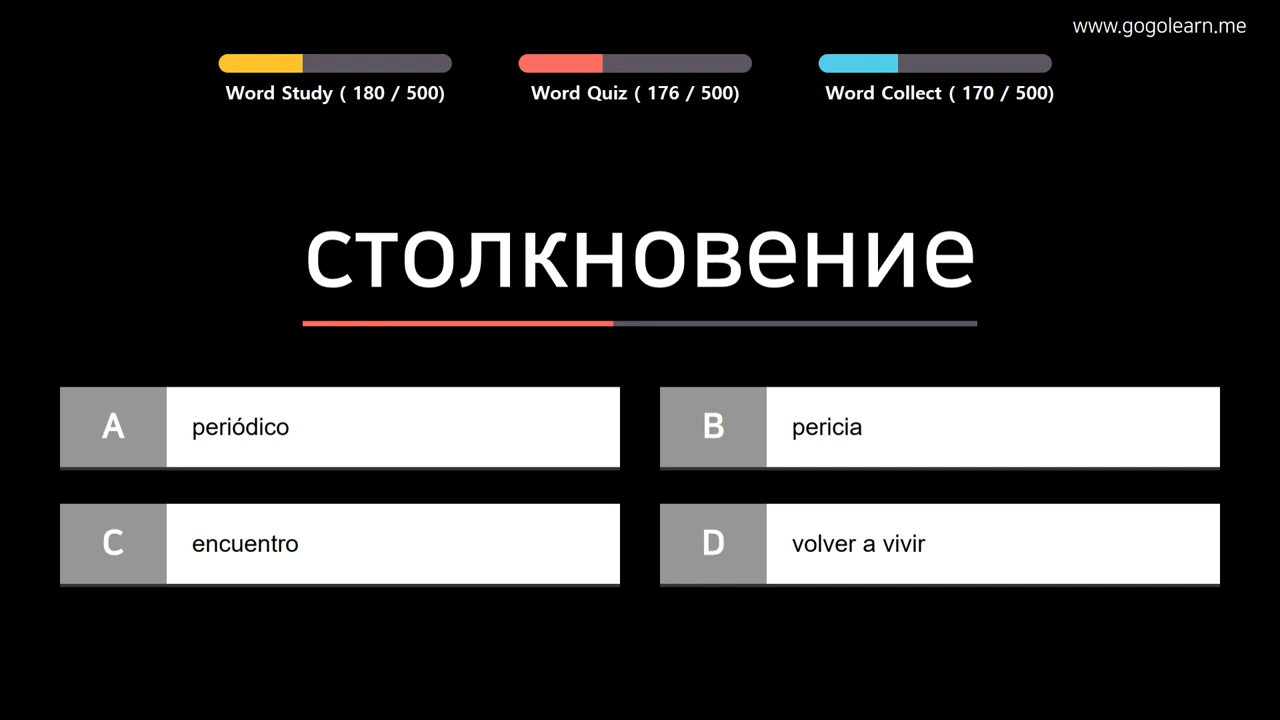 www.gogolearn.me
Word Study ( 180 / 500)
Word Quiz ( 176 / 500)
Word Collect ( 170 / 500)
столкновение
A periódico
B pericia
C encuentro
D volver a vivir